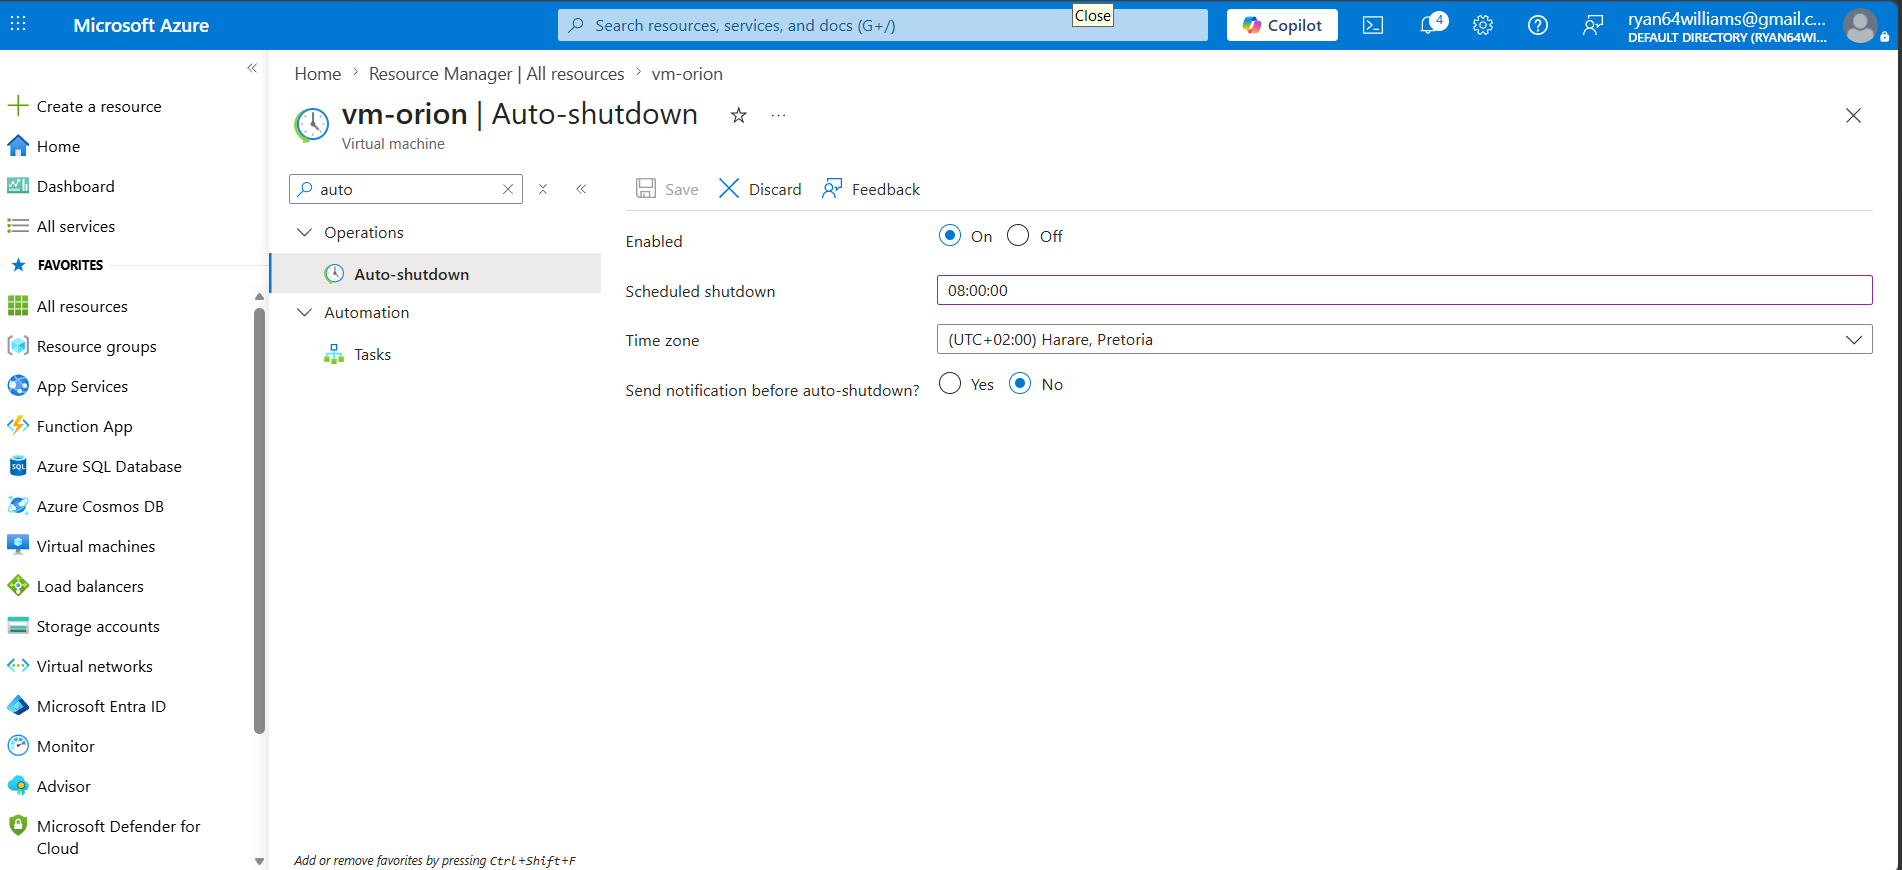 Microsoft Azure
Search resources, services, and docs (G+/)
Close
Copilot
4
ryan64williams@gmail.c...
DEFAULT DIRECTORY (RYAN64WI...
Create a resource
Home
Dashboard
All services
FAVORITES
All resources
Resource groups
App Services
Function App
SQL
Azure SQL Database
Azure Cosmos DB
Virtual machines
Load balancers
Storage accounts
Virtual networks
Microsoft Entra ID
Monitor
Advisor
Microsoft Defender for
Cloud
Home > Resource Manager | All resources > vm-orion
vm-orion | Auto-shutdown
Virtual machine
auto
Operations
Auto-shutdown
Automation
Tasks
Save
Discard
Feedback
Enabled
On
Off
Scheduled shutdown
08:00:00
Time zone
(UTC+02:00) Harare, Pretoria
Send notification before auto-shutdown?
Yes
No
Add or remove favorites by pressing Ctrl+Shift+F